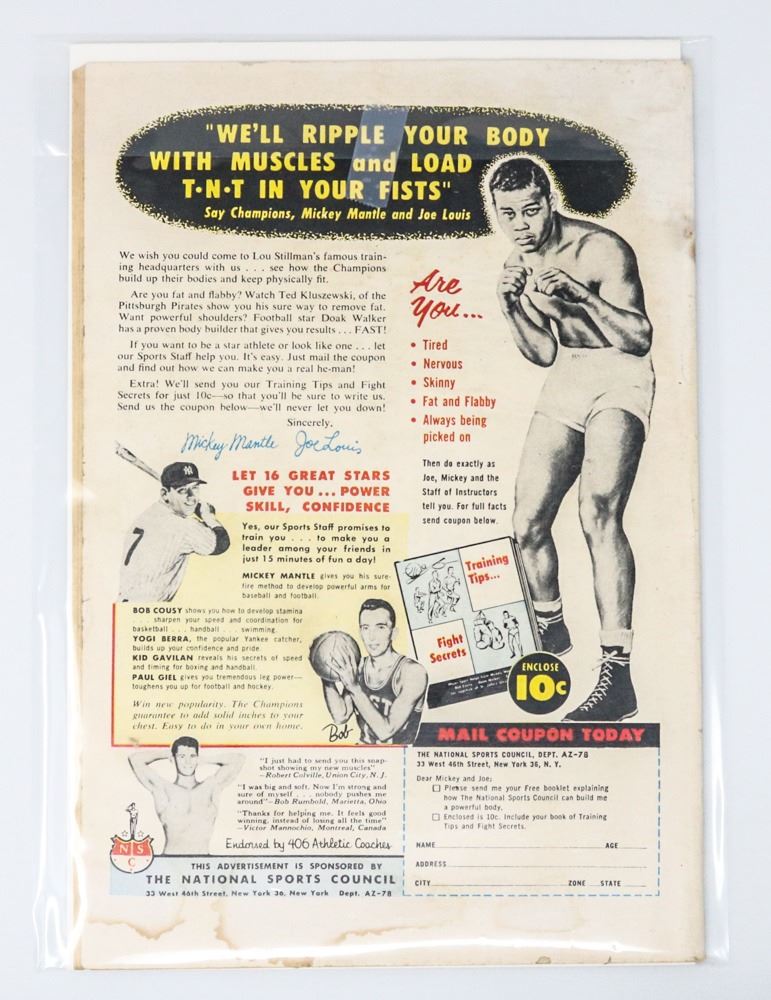 "WE'LL RIPPLE YOUR BODY
WITH MUSCLES and LOAD
T·N·T IN YOUR FISTS"
Say Champions, Mickey Mantle and Joe Louis
We wish you could come to Lou Stillman's famous train-
ing headquarters with us . . . see how the Champions
build up their bodies and keep physically fit.
Are you fat and flabby? Watch Ted Kluszewski, of the
Pittsburgh Pirates show you his sure way to remove fat.
Want powerful shoulders? Football star Doak Walker
has a proven body builder that gives you results . . . FAST!
If you want to be a star athlete or look like one . . . let
our Sports Staff help you. It's easy. Just mail the coupon
and find out how we can make you a real he-man!
Extra! We'll send you our Training Tips and Fight
Secrets for just 10c—so that you'll be sure to write us.
Send us the coupon below—we'll never let you down!
Sincerely,
Mickey Mantle Joe Louis
Are
You...
• Tired
• Nervous
• Skinny
• Fat and Flabby
• Always being
picked on
Then do exactly as
Joe, Mickey and the
Staff of Instructors
tell you. For full facts
send coupon below.
NY
7
LET 16 GREAT STARS
GIVE YOU ... POWER
SKILL, CONFIDENCE
Yes, our Sports Staff promises to
train you . . . to make you a
leader among your friends in
just 15 minutes of fun a day!
MICKEY MANTLE gives you his sure-
fire method to develop powerful arms for
baseball and football.
BOB COUSY shows you how to develop stamina
. . . sharpen your speed and coordination for
basketball . . . handball . . . swimming.
YOGI BERRA, the popular Yankee catcher,
builds up your confidence and pride.
KID GAVILAN reveals his secrets of speed
and timing for boxing and handball.
PAUL GIEL gives you tremendous leg power—
toughens you up for football and hockey.
Win new popularity. The Champions
guarantee to add solid inches to your
chest. Easy to do in your own home.
Bob
Training
Tips...
Fight
Secrets
ENCLOSE
10c
"I just had to send you this snap-
shot showing my new muscles"
—Robert Colville, Union City, N. J.
"I was big and soft. Now I'm strong and
sure of myself . . . nobody pushes me
around"—Bob Rumbold, Marietta, Ohio
"Thanks for helping me. It feels good
winning, instead of losing all the time"
—Victor Mannochio, Montreal, Canada
Endorsed by 406 Athletic Coaches
N S
C
THIS ADVERTISEMENT IS SPONSORED BY
THE NATIONAL SPORTS COUNCIL
33 West 46th Street, New York 36, New York Dept. AZ-78
MAIL COUPON TODAY
THE NATIONAL SPORTS COUNCIL, DEPT. AZ-78
33 West 46th Street, New York 36, N. Y.
Dear Mickey and Joe:
☐ Please send me your Free booklet explaining
how The National Sports Council can build me
a powerful body.
☐ Enclosed is 10c. Include your book of Training
Tips and Fight Secrets.
NAME AGE
ADDRESS
CITY ZONE STATE